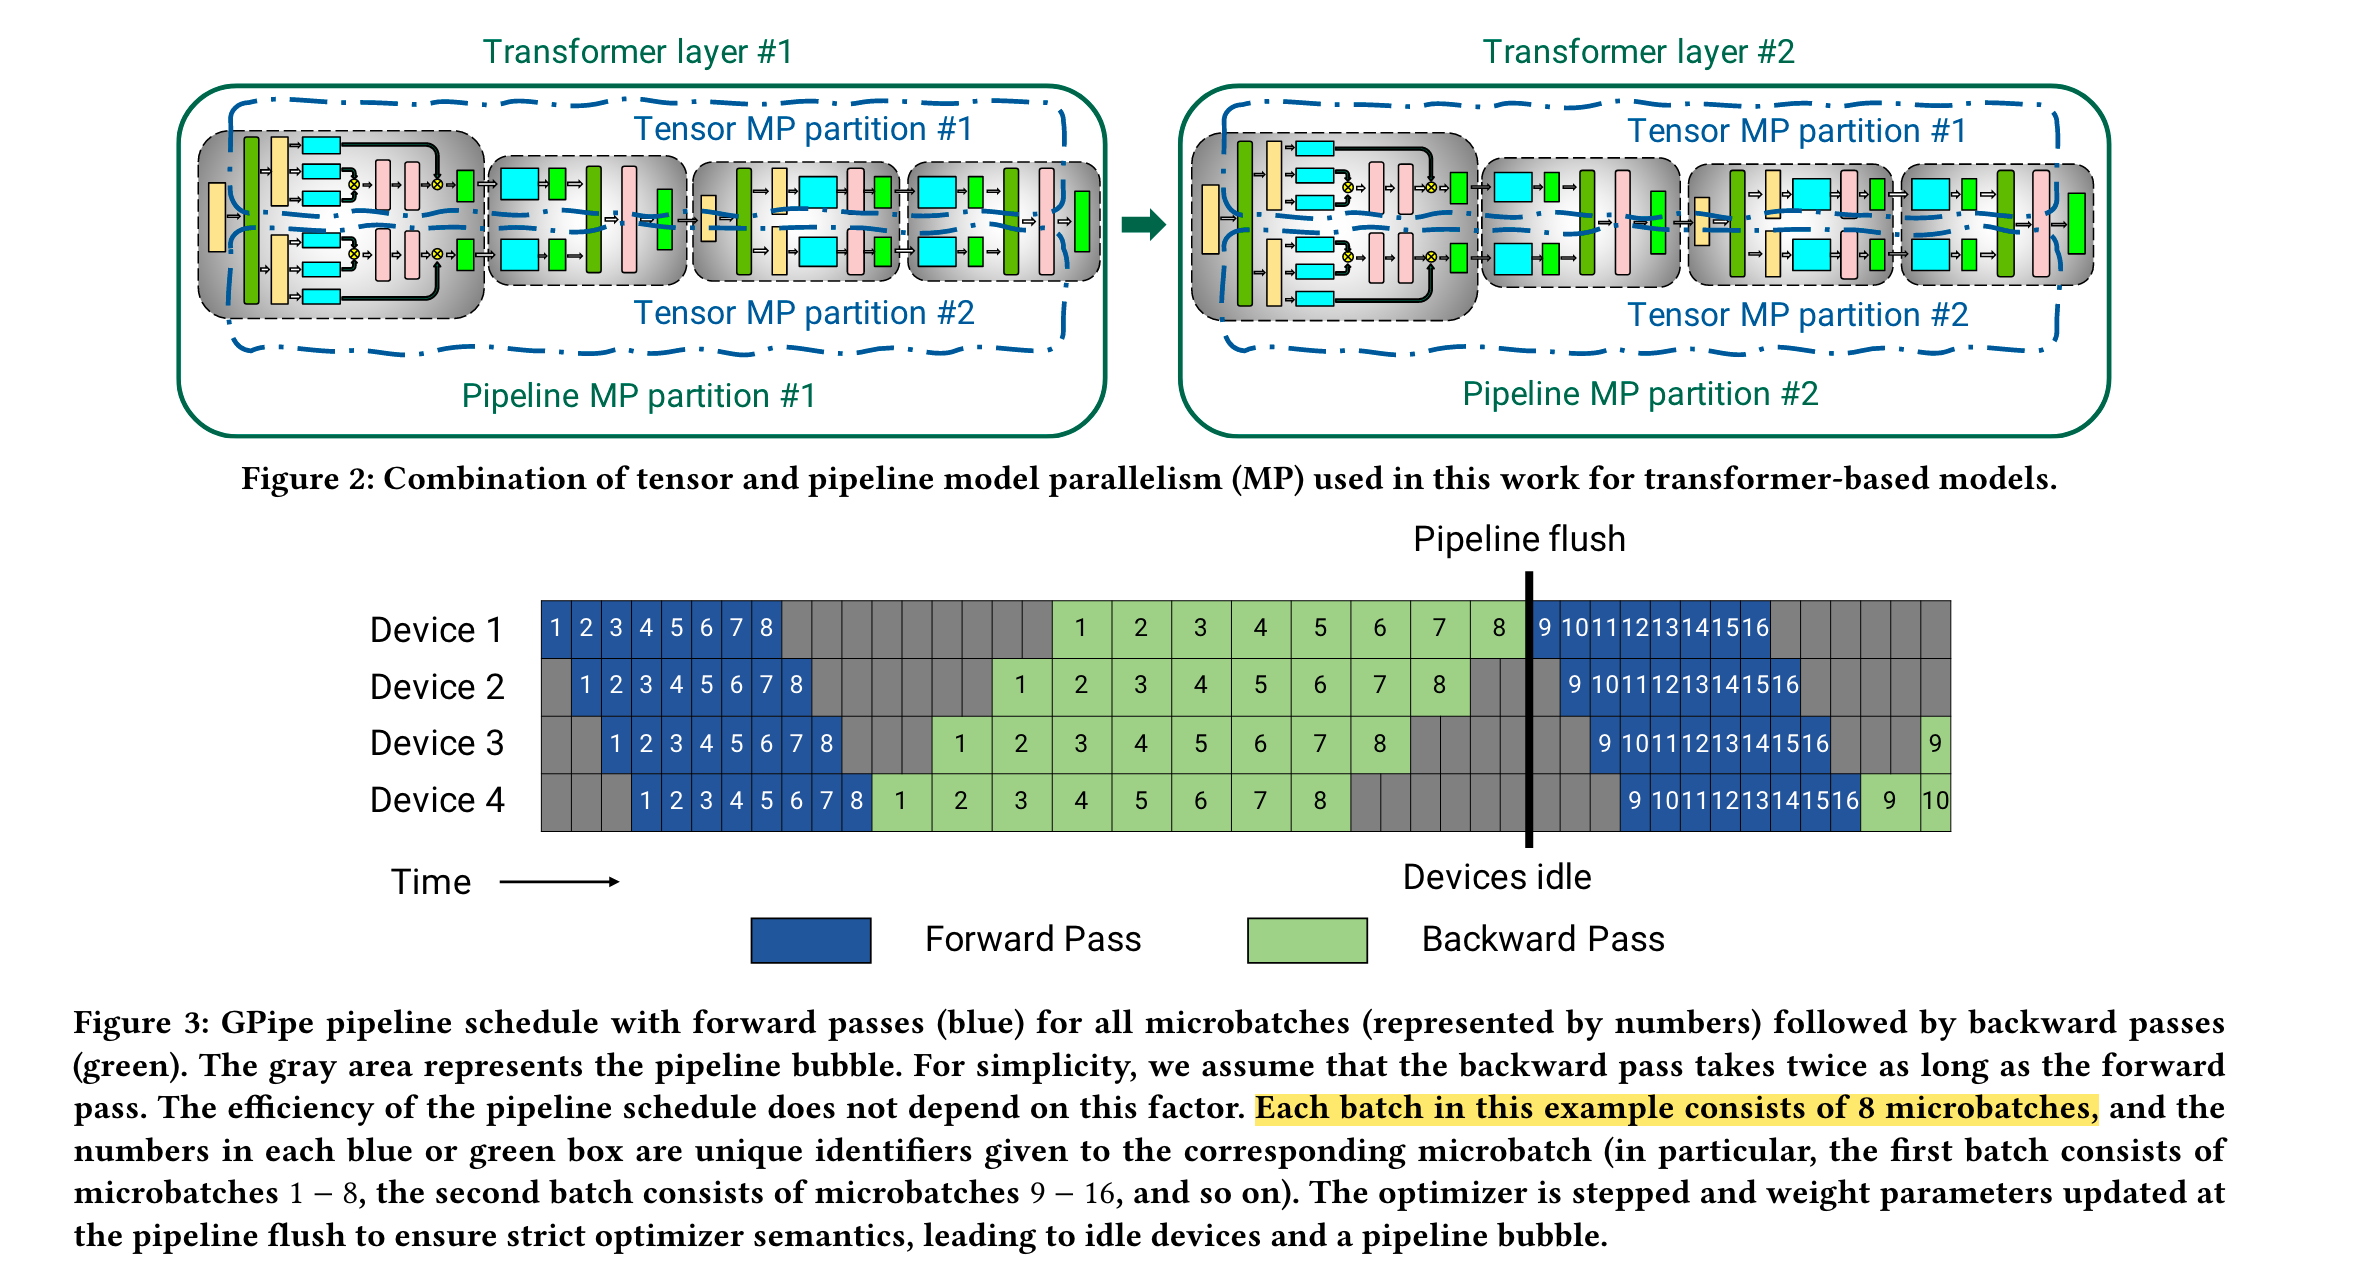 Transformer layer #1
Transformer layer #2
Tensor MP partition #1
Tensor MP partition #1
Tensor MP partition #2
Tensor MP partition #2
Pipeline MP partition #1
Pipeline MP partition #2
Figure 2: Combination of tensor and pipeline model parallelism (MP) used in this work for transformer-based models.
Pipeline flush
Device 1 1 2 3 4 5 6 7 8 1 2 3 4 5 6 7 8 9 10 11 12 13 14 15 16
Device 2 1 2 3 4 5 6 7 8 1 2 3 4 5 6 7 8 9 10 11 12 13 14 15 16
Device 3 1 2 3 4 5 6 7 8 1 2 3 4 5 6 7 8 9 10 11 12 13 14 15 16 9
Device 4 1 2 3 4 5 6 7 8 1 2 3 4 5 6 7 8 9 10 11 12 13 14 15 16 9 10
Time
Devices idle
Forward Pass
Backward Pass
Figure 3: GPipe pipeline schedule with forward passes (blue) for all microbatches (represented by numbers) followed by backward passes
(green). The gray area represents the pipeline bubble. For simplicity, we assume that the backward pass takes twice as long as the forward
pass. The efficiency of the pipeline schedule does not depend on this factor. Each batch in this example consists of 8 microbatches, and the
numbers in each blue or green box are unique identifiers given to the corresponding microbatch (in particular, the first batch consists of
microbatches 1 – 8, the second batch consists of microbatches 9 – 16, and so on). The optimizer is stepped and weight parameters updated at
the pipeline flush to ensure strict optimizer semantics, leading to idle devices and a pipeline bubble.